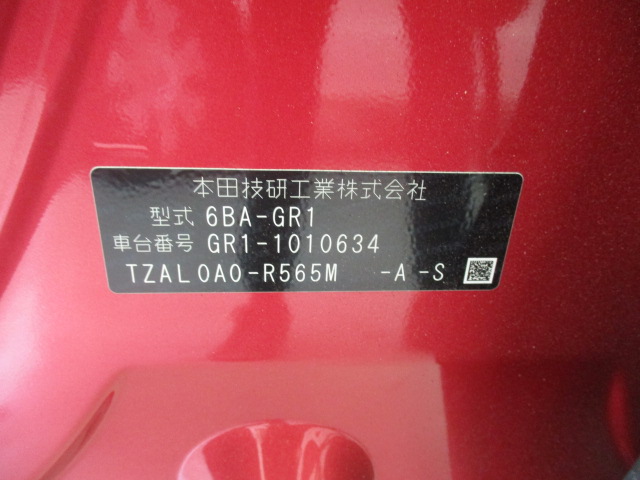 本田技研工業株式会社
型式 6BA-GR1
車台番号 GR1-1010634
TZAL0A0-R565M -A -S